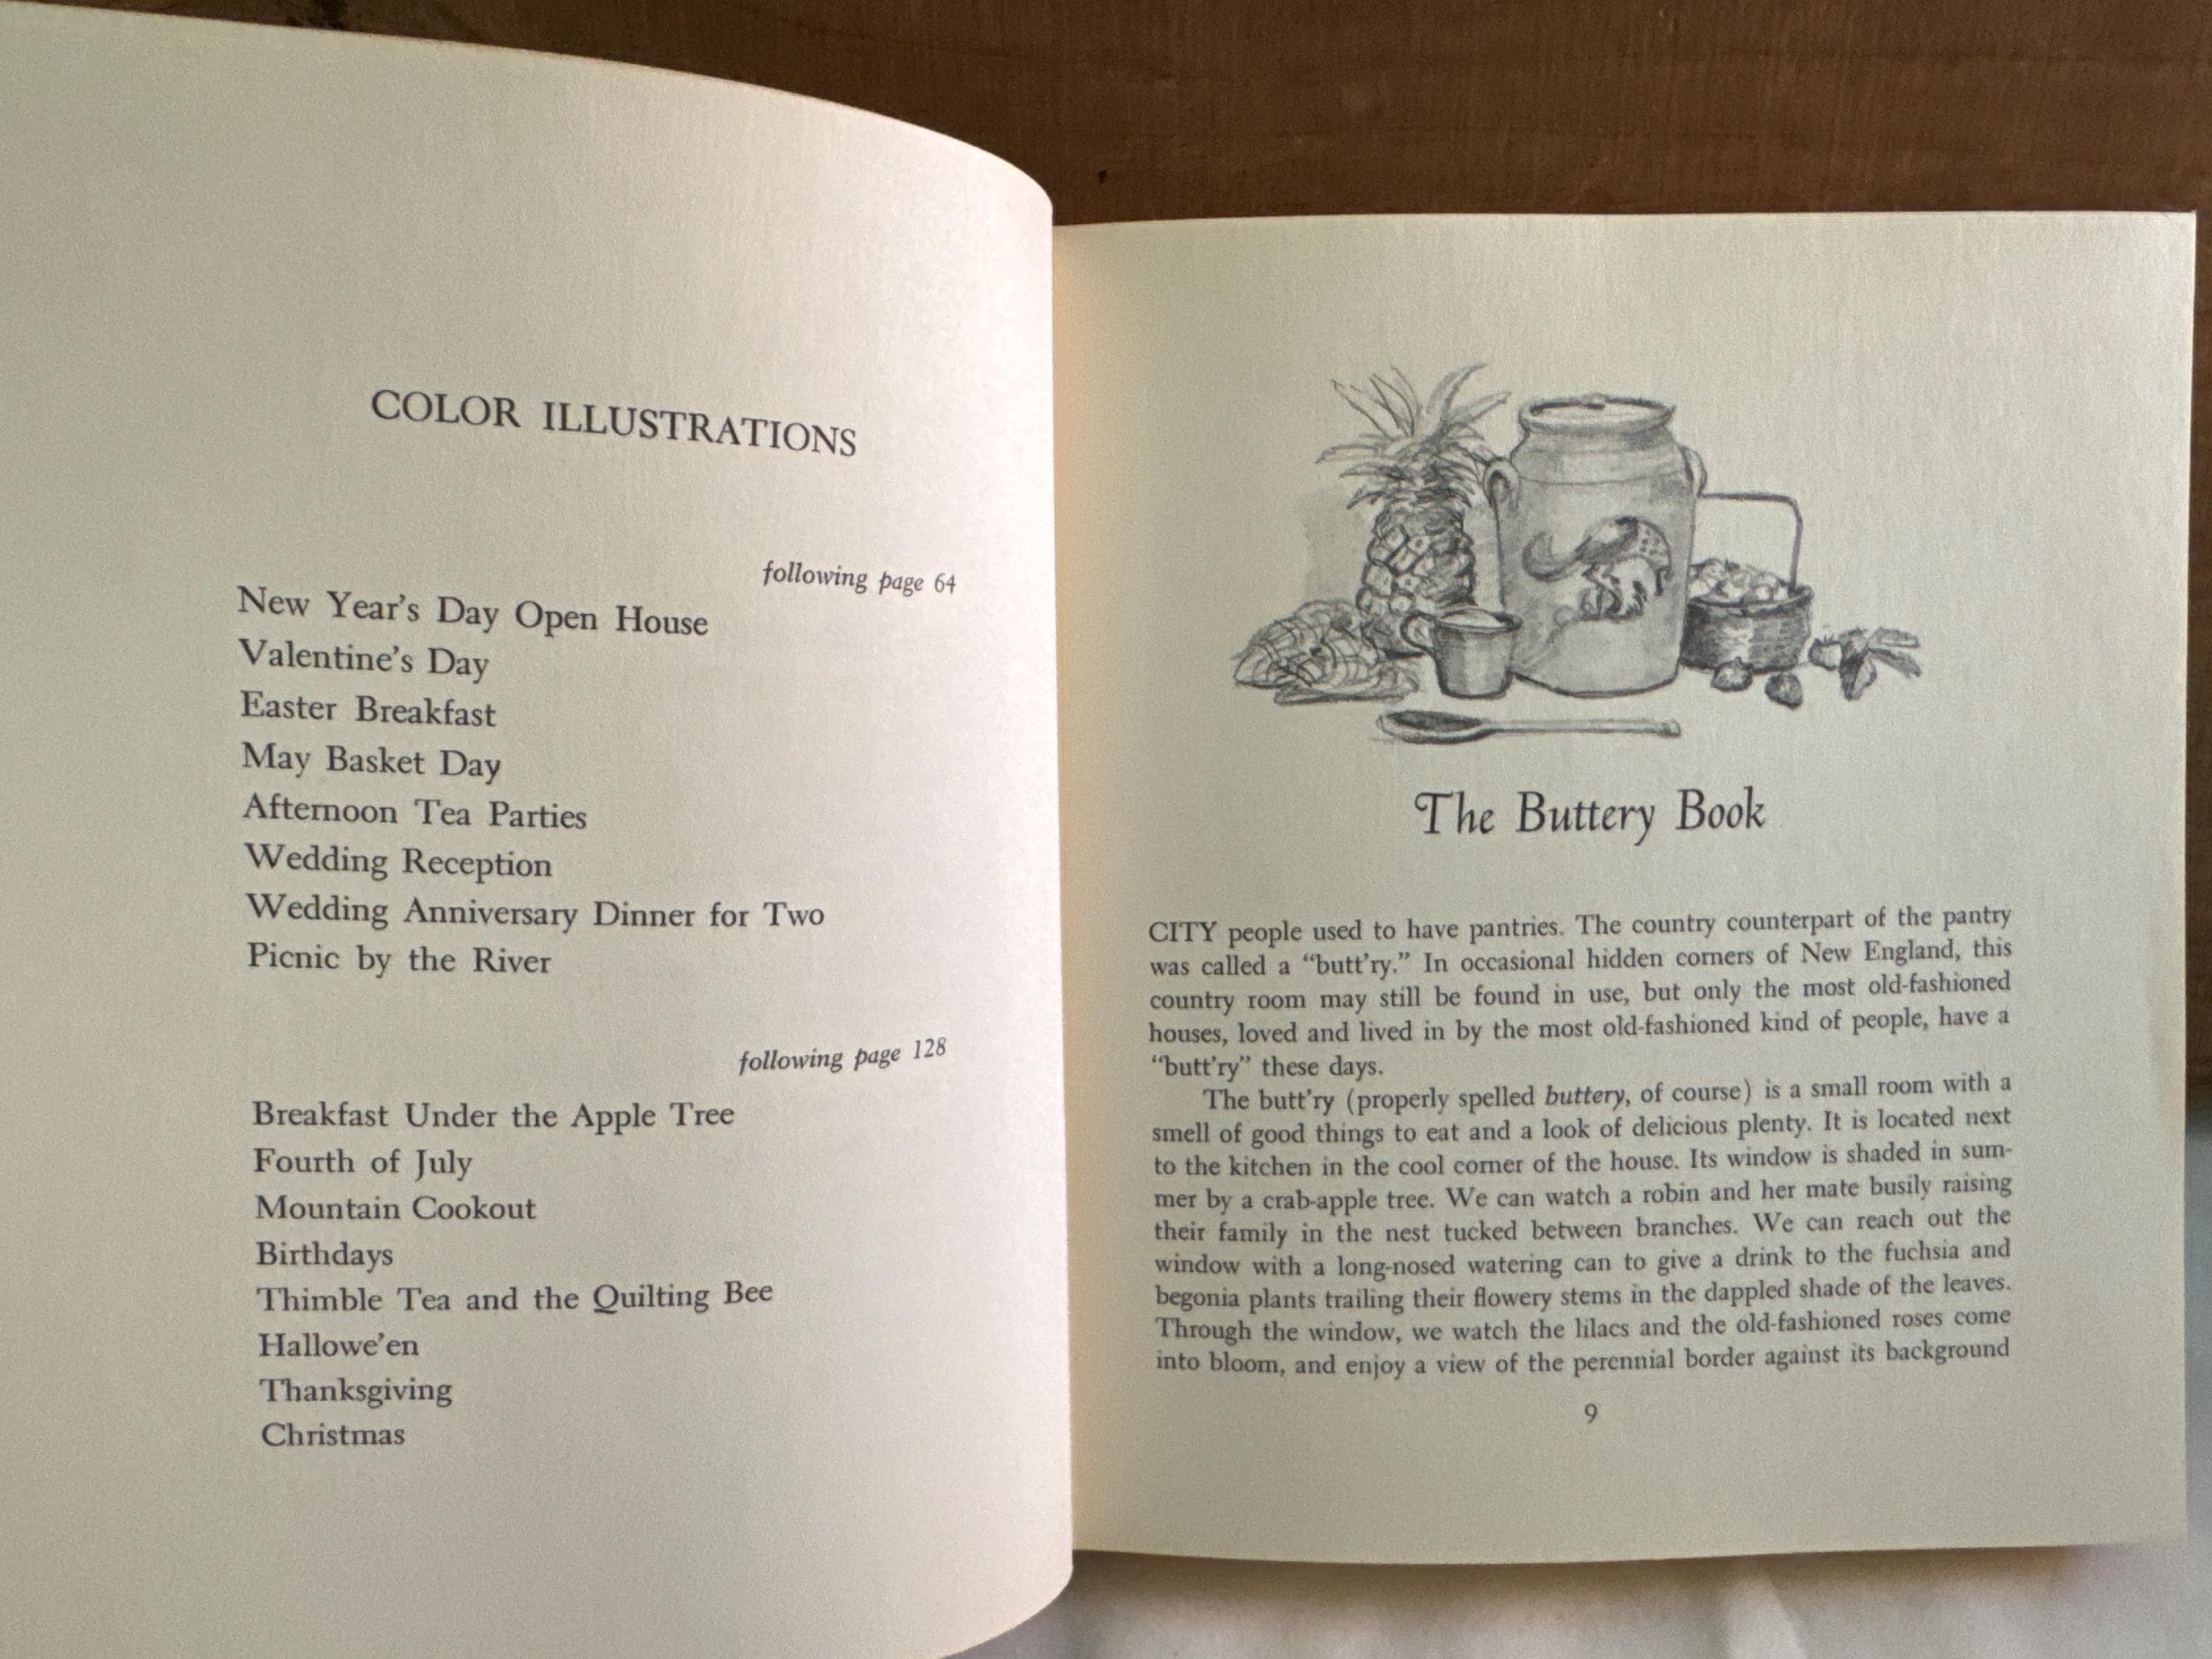 COLOR ILLUSTRATIONS
following page 64
New Year's Day Open House
Valentine's Day
Easter Breakfast
May Basket Day
Afternoon Tea Parties
Wedding Reception
Wedding Anniversary Dinner for Two
Picnic by the River
following page 128
Breakfast Under the Apple Tree
Fourth of July
Mountain Cookout
Birthdays
Thimble Tea and the Quilting Bee
Hallowe'en
Thanksgiving
Christmas
The Buttery Book
CITY people used to have pantries. The country counterpart of the pantry
was called a "butt'ry." In occasional hidden corners of New England, this
country room may still be found in use, but only the most old-fashioned
houses, loved and lived in by the most old-fashioned kind of people, have a
"butt'ry" these days.
The butt'ry (properly spelled buttery, of course) is a small room with a
smell of good things to eat and a look of delicious plenty. It is located next
to the kitchen in the cool corner of the house. Its window is shaded in sum-
mer by a crab-apple tree. We can watch a robin and her mate busily raising
their family in the nest tucked between branches. We can reach out the
window with a long-nosed watering can to give a drink to the fuchsia and
begonia plants trailing their flowery stems in the dappled shade of the leaves.
Through the window, we watch the lilacs and the old-fashioned roses come
into bloom, and enjoy a view of the perennial border against its background
9